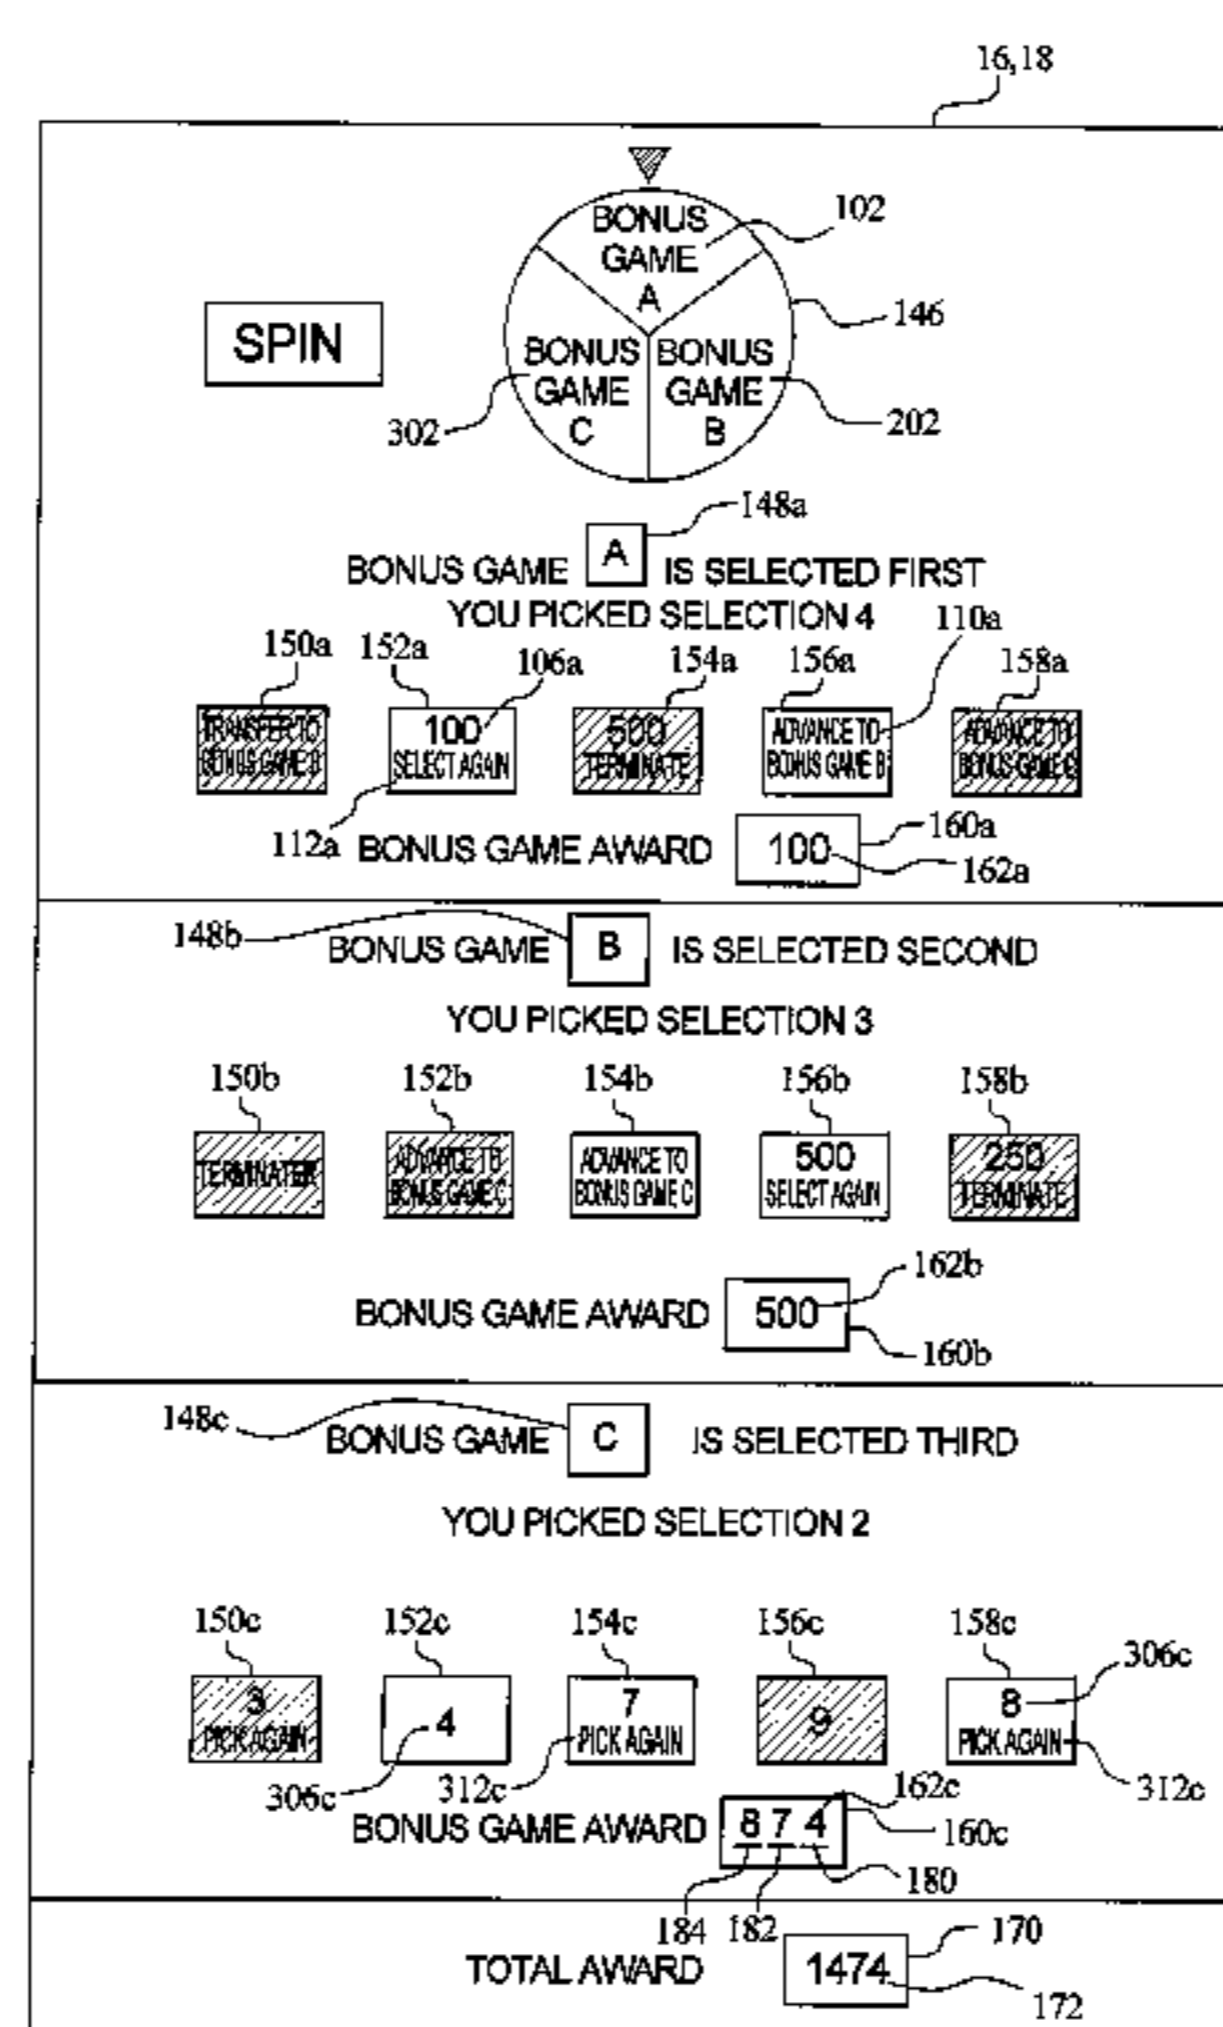 16,18
BONUS
GAME
A
102
146
SPIN
BONUS
GAME
C
BONUS
GAME
B
302
202
148a
BONUS GAME A IS SELECTED FIRST
YOU PICKED SELECTION 4
110a
150a 152a 106a 154a 156a 158a
TRANSFER TO
BONUS GAME B
100
SELECT AGAIN
500
TERMINATE
ADVANCE TO
BONUS GAME B
ADVANCE TO
BONUS GAME C
112a
BONUS GAME AWARD 100
160a
162a
148b
BONUS GAME B IS SELECTED SECOND
YOU PICKED SELECTION 3
150b 152b 154b 156b 158b
TERMINATER
ADVANCE TO
BONUS GAME C
ADVANCE TO
BONUS GAME C
500
SELECT AGAIN
250
TERMINATE
162b
BONUS GAME AWARD 500
160b
148c
BONUS GAME C IS SELECTED THIRD
YOU PICKED SELECTION 2
150c 152c 154c 156c 158c
306c
3
PICK AGAIN
4
7
PICK AGAIN
9
8
PICK AGAIN
306c 312c 162c 312c
BONUS GAME AWARD 8 7 4 160c
180
184 182
170
TOTAL AWARD 1474
172